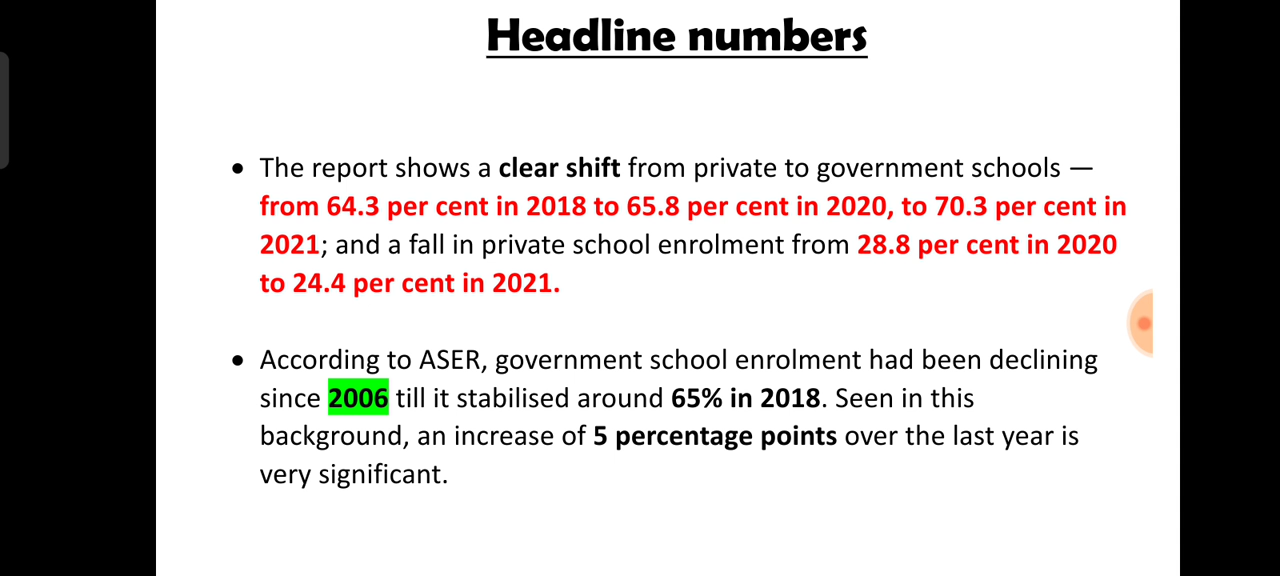 Headline numbers
• The report shows a clear shift from private to government schools —
from 64.3 per cent in 2018 to 65.8 per cent in 2020, to 70.3 per cent in
2021; and a fall in private school enrolment from 28.8 per cent in 2020
to 24.4 per cent in 2021.
• According to ASER, government school enrolment had been declining
since 2006 till it stabilised around 65% in 2018. Seen in this
background, an increase of 5 percentage points over the last year is
very significant.